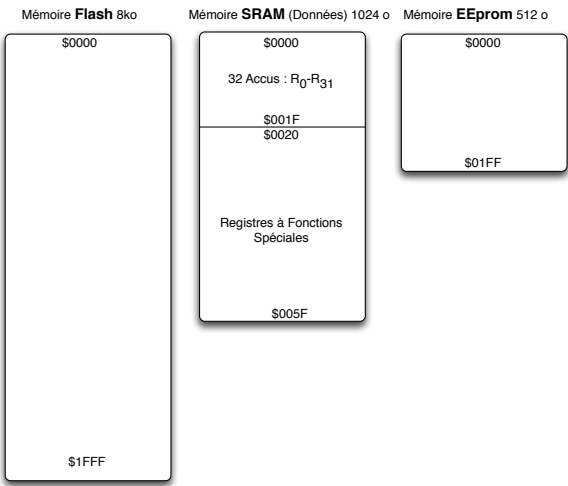 Mémoire Flash 8ko
$0000
$1FFF
Mémoire SRAM (Données) 1024 o
$0000
32 Accus : R0-R31
$001F
$0020
Registres à Fonctions
Spéciales
$005F
Mémoire EEprom 512 o
$0000
$01FF